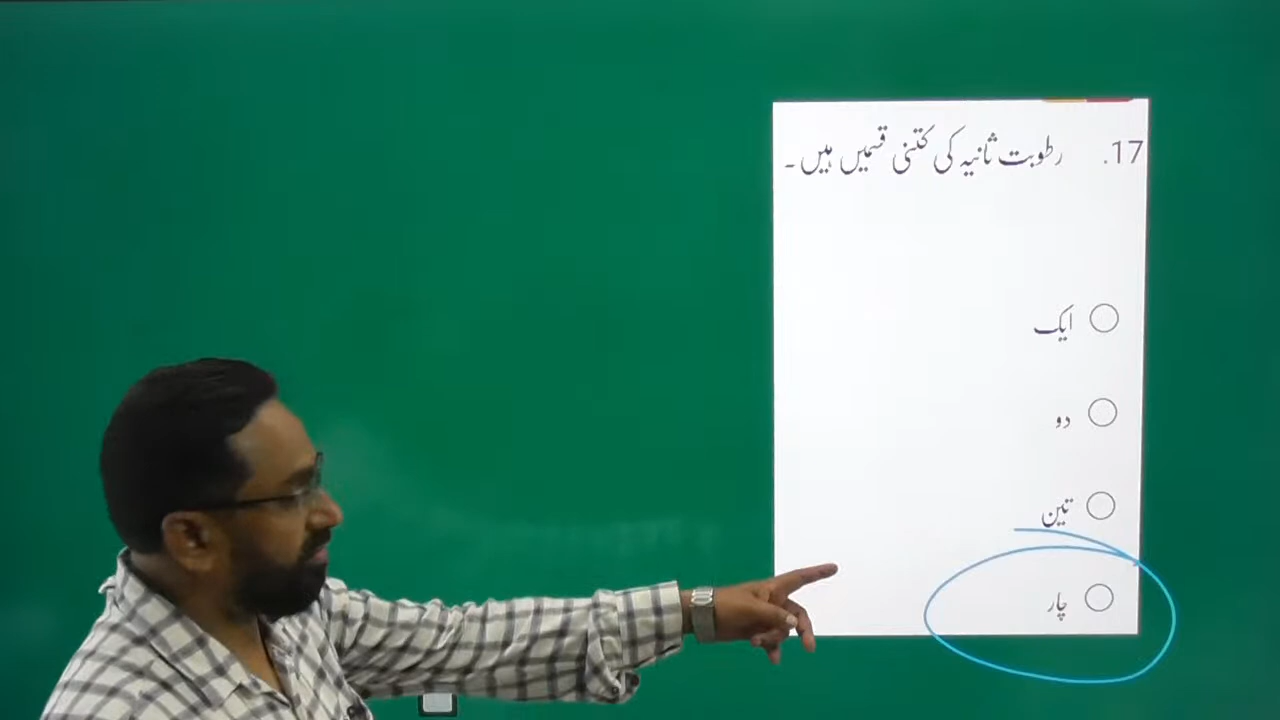 17. رطوبت ثانیہ کی کتنی قسمیں ہیں۔
ایک
دو
تین
چار